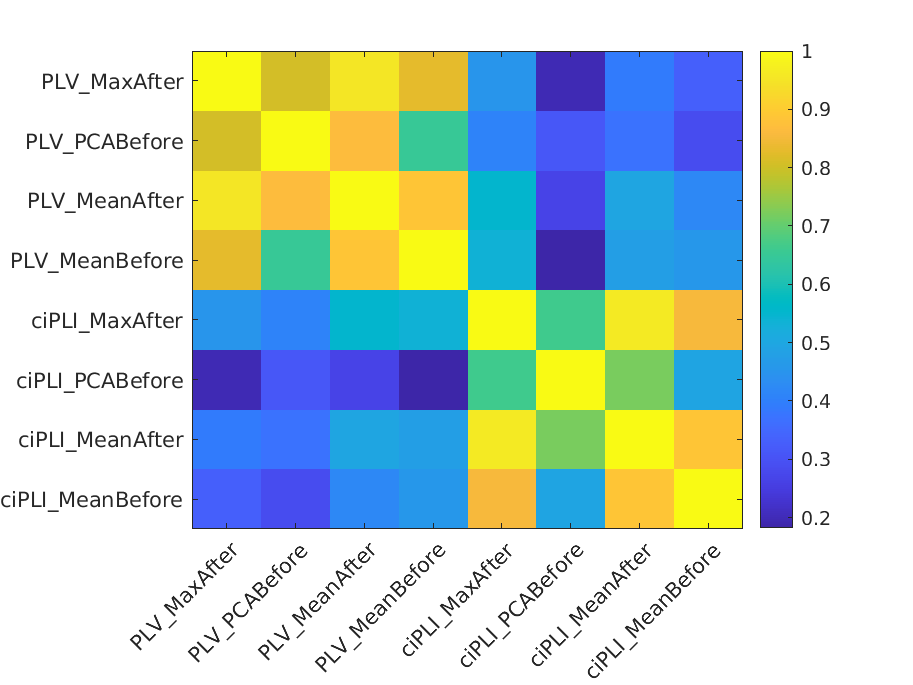 PLV_MaxAfter
PLV_PCABefore
PLV_MeanAfter
PLV_MeanBefore
ciPLI_MaxAfter
ciPLI_PCABefore
ciPLI_MeanAfter
ciPLI_MeanBefore
1
0.9
0.8
0.7
0.6
0.5
0.4
0.3
0.2
PLV_MaxAfter
PLV_PCABefore
PLV_MeanAfter
PLV_MeanBefore
ciPLI_MaxAfter
ciPLI_PCABefore
ciPLI_MeanAfter
ciPLI_MeanBefore